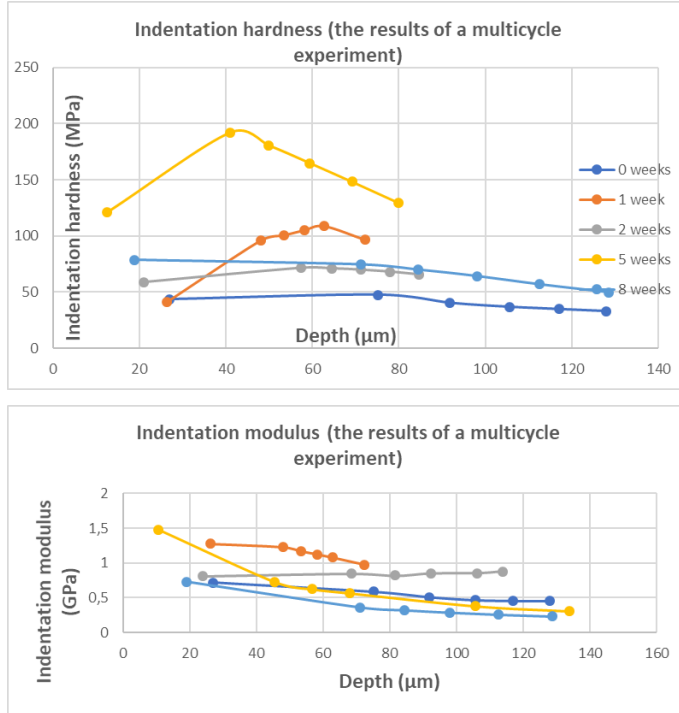 Indentation hardness (the results of a multicycle
experiment)
Indentation hardness (MPa)
250
200
150
100
50
0
0 weeks
1 week
2 weeks
5 weeks
8 weeks
Depth (µm)
0 20 40 60 80 100 120 140
Indentation modulus (the results of a multicycle
experiment)
Indentation modulus
(GPa)
2
1,5
1
0,5
0
0 20 40 60 80 100 120 140 160
Depth (µm)